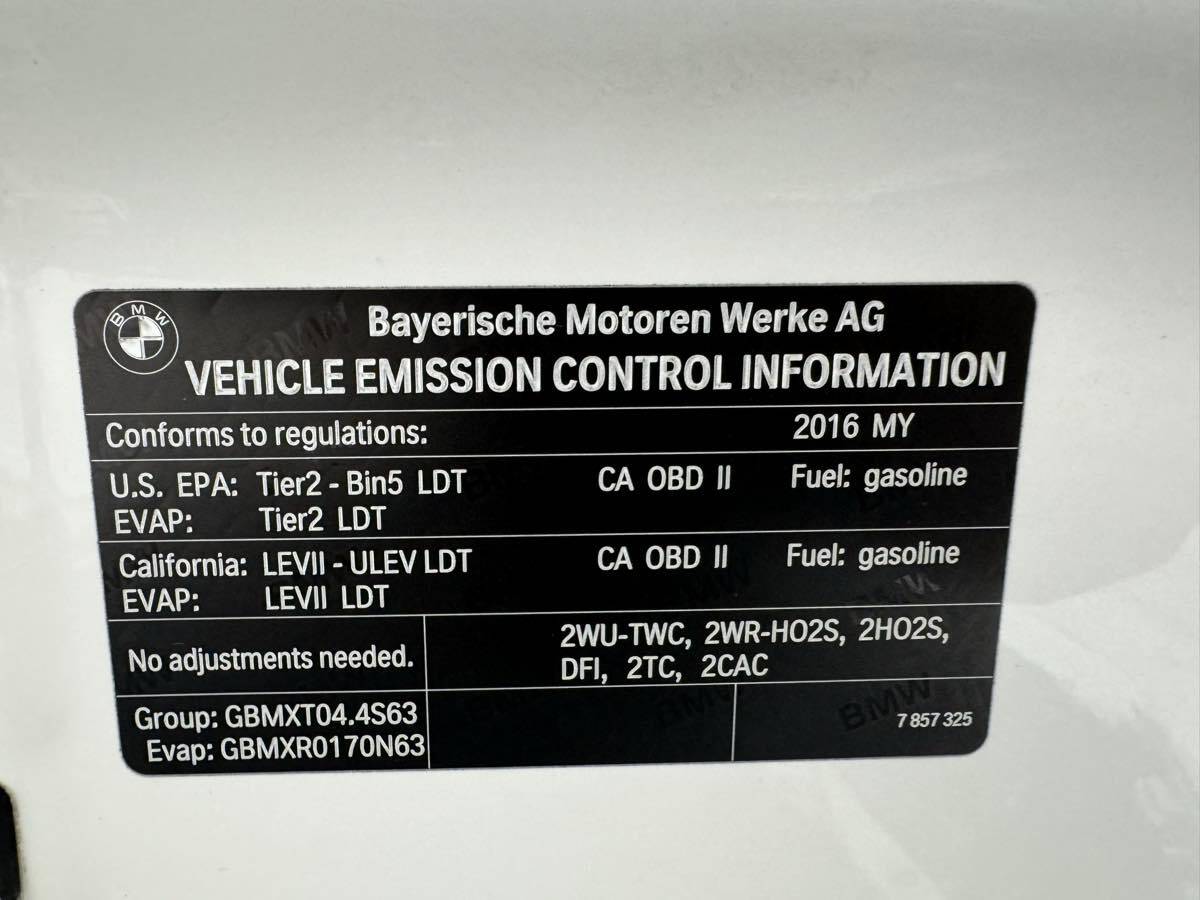 BMW
Bayerische Motoren Werke AG
VEHICLE EMISSION CONTROL INFORMATION
Conforms to regulations: 2016 MY
U.S. EPA: Tier2 - Bin5 LDT CA OBD II Fuel: gasoline
EVAP: Tier2 LDT
California: LEVII - ULEV LDT CA OBD II Fuel: gasoline
EVAP: LEVII LDT
No adjustments needed.
2WU-TWC, 2WR-HO2S, 2HO2S,
DFI, 2TC, 2CAC
Group: GBMXT04.4S63
Evap: GBMXR0170N63
7 857 325